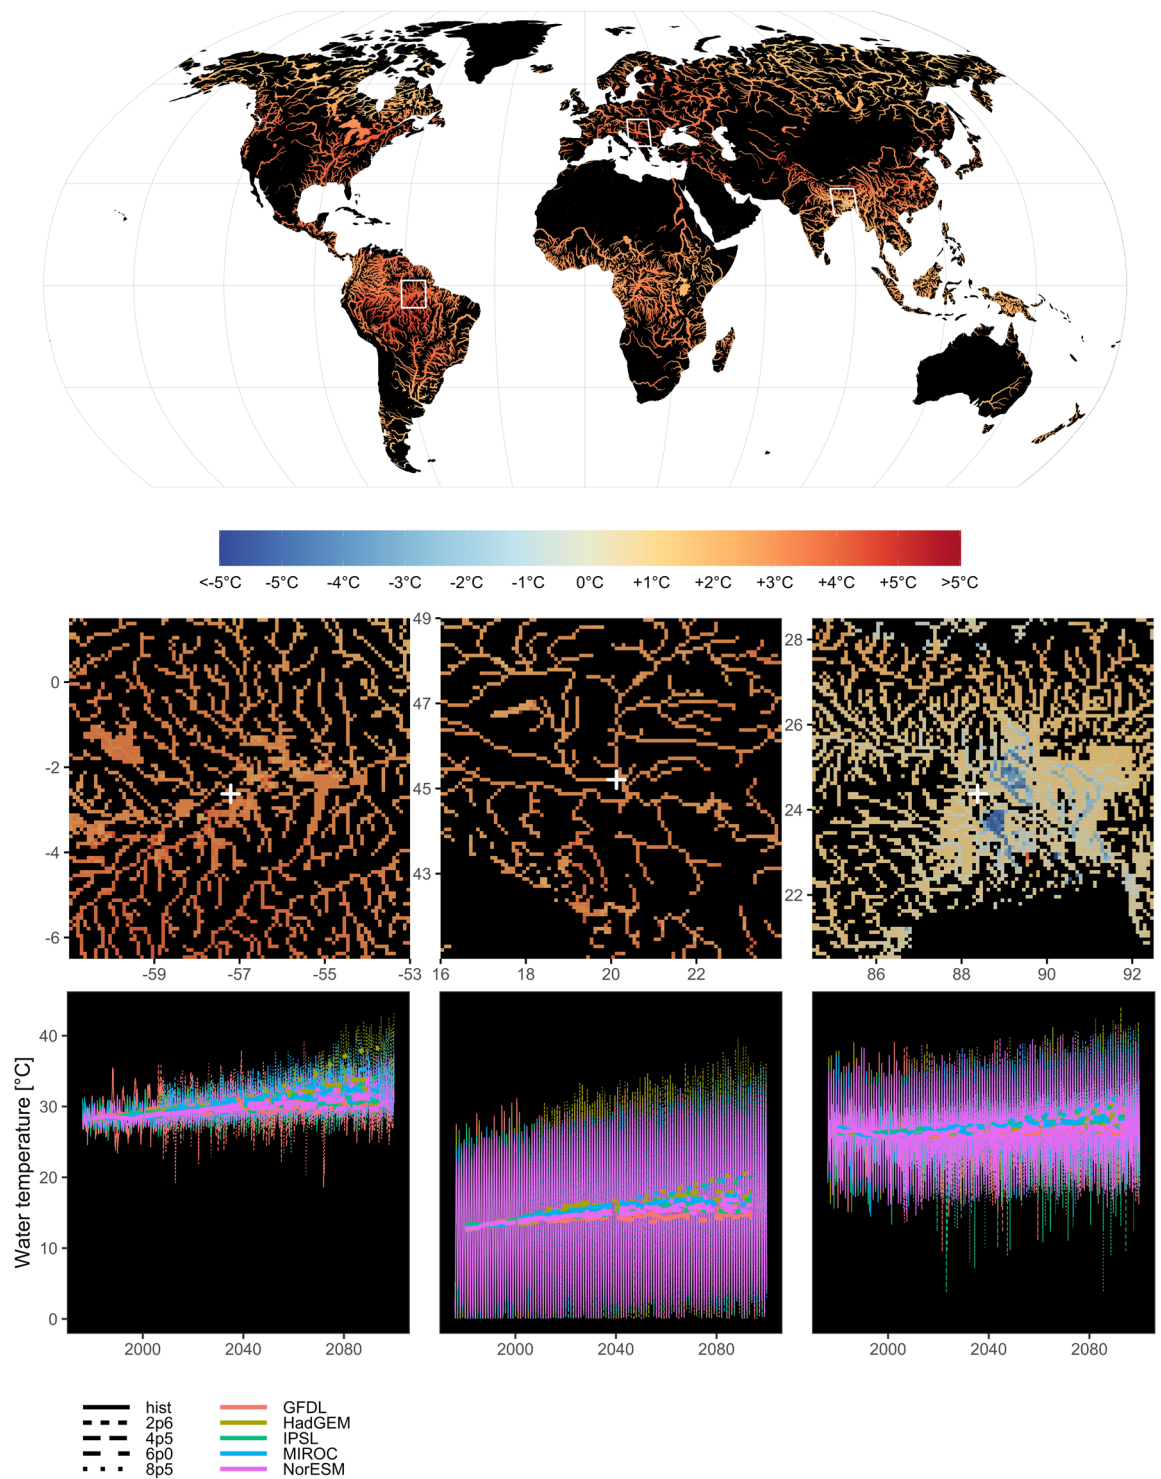 <-5°C -5°C -4°C -3°C -2°C -1°C 0°C +1°C +2°C +3°C +4°C +5°C >5°C
0
-2
-4
-6
-59 -57 -55 -53
49
47
45
43
16 18 20 22
28
26
24
22
86 88 90 92
Water temperature [°C]
40
30
20
10
0
2000 2040 2080
2000 2040 2080
2000 2040 2080
hist
2p6
4p5
6p0
8p5
GFDL
HadGEM
IPSL
MIROC
NorESM